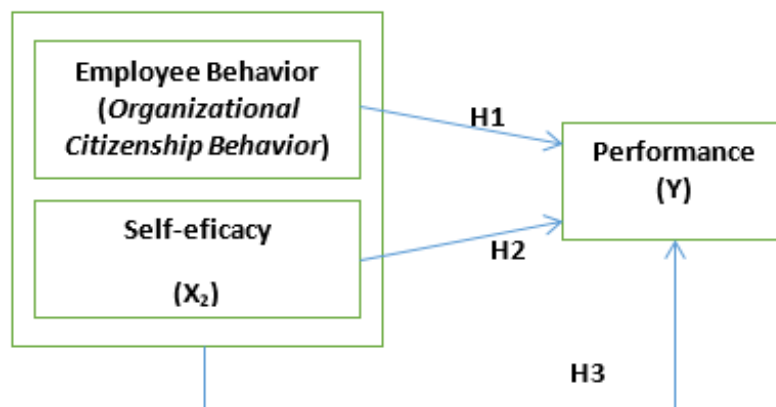 Employee Behavior
(Organizational
Citizenship Behavior)
H1
Performance
(Y)
Self-eficacy
(X₂)
H2
H3